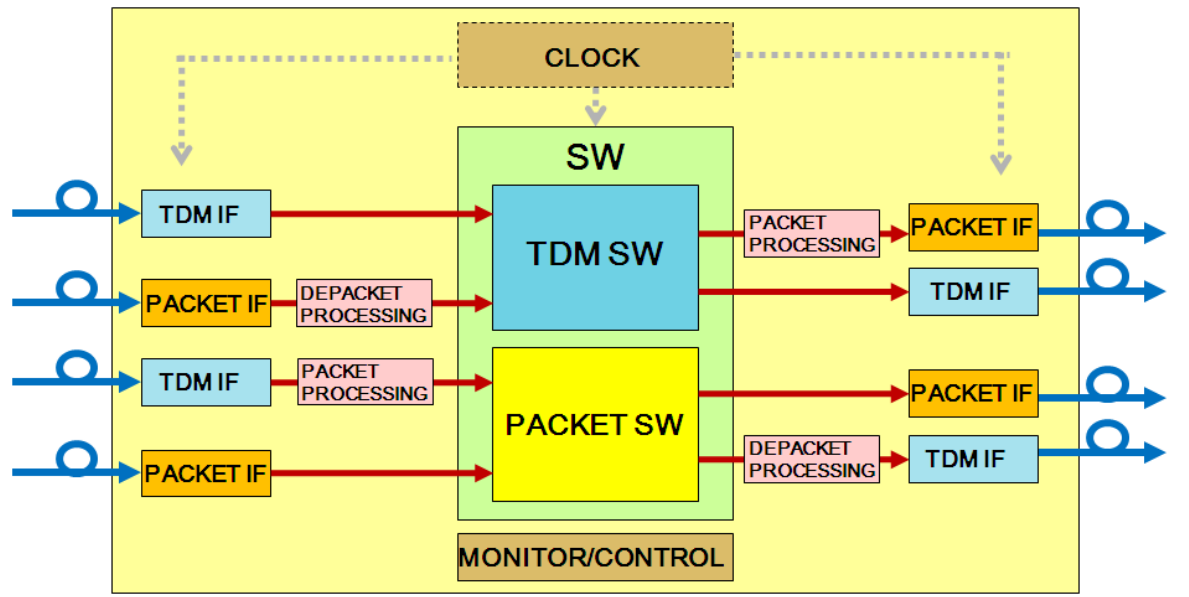 CLOCK
SW
TDM IF
TDM SW
PACKET
PROCESSING
PACKET IF
PACKET IF
DEPACKET
PROCESSING
TDM IF
TDM IF
PACKET
PROCESSING
PACKET SW
PACKET IF
PACKET IF
DEPACKET
PROCESSING
TDM IF
MONITOR/CONTROL